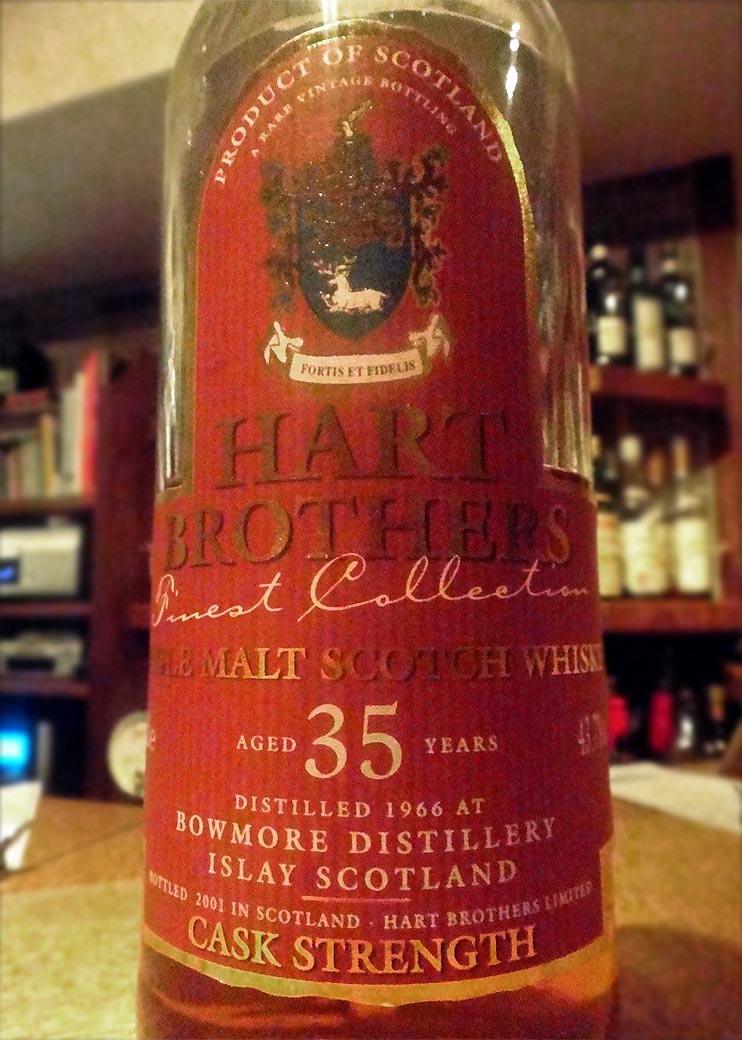 PRODUCT OF SCOTLAND
A RARE VINTAGE BOTTLING
FORTIS ET FIDELIS
HART
BROTHERS
Finest Collection
MALT SCOTCH
AGED 35 YEARS
DISTILLED 1966 AT
BOWMORE DISTILLERY
ISLAY SCOTLAND
BOTTLED 2001 IN SCOTLAND · HART BROTHERS LIMITED
CASK STRENGTH